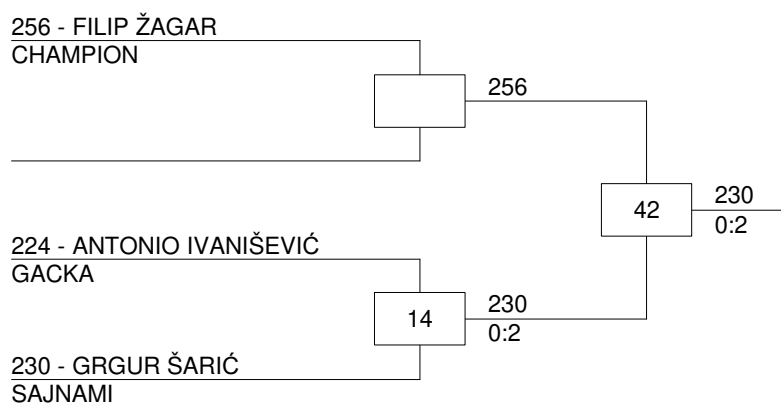 256 - FILIP ŽAGAR
CHAMPION
256
42
230
0:2
224 - ANTONIO IVANIŠEVIĆ
GACKA
14
230
0:2
230 - GRGUR ŠARIĆ
SAJNAMI